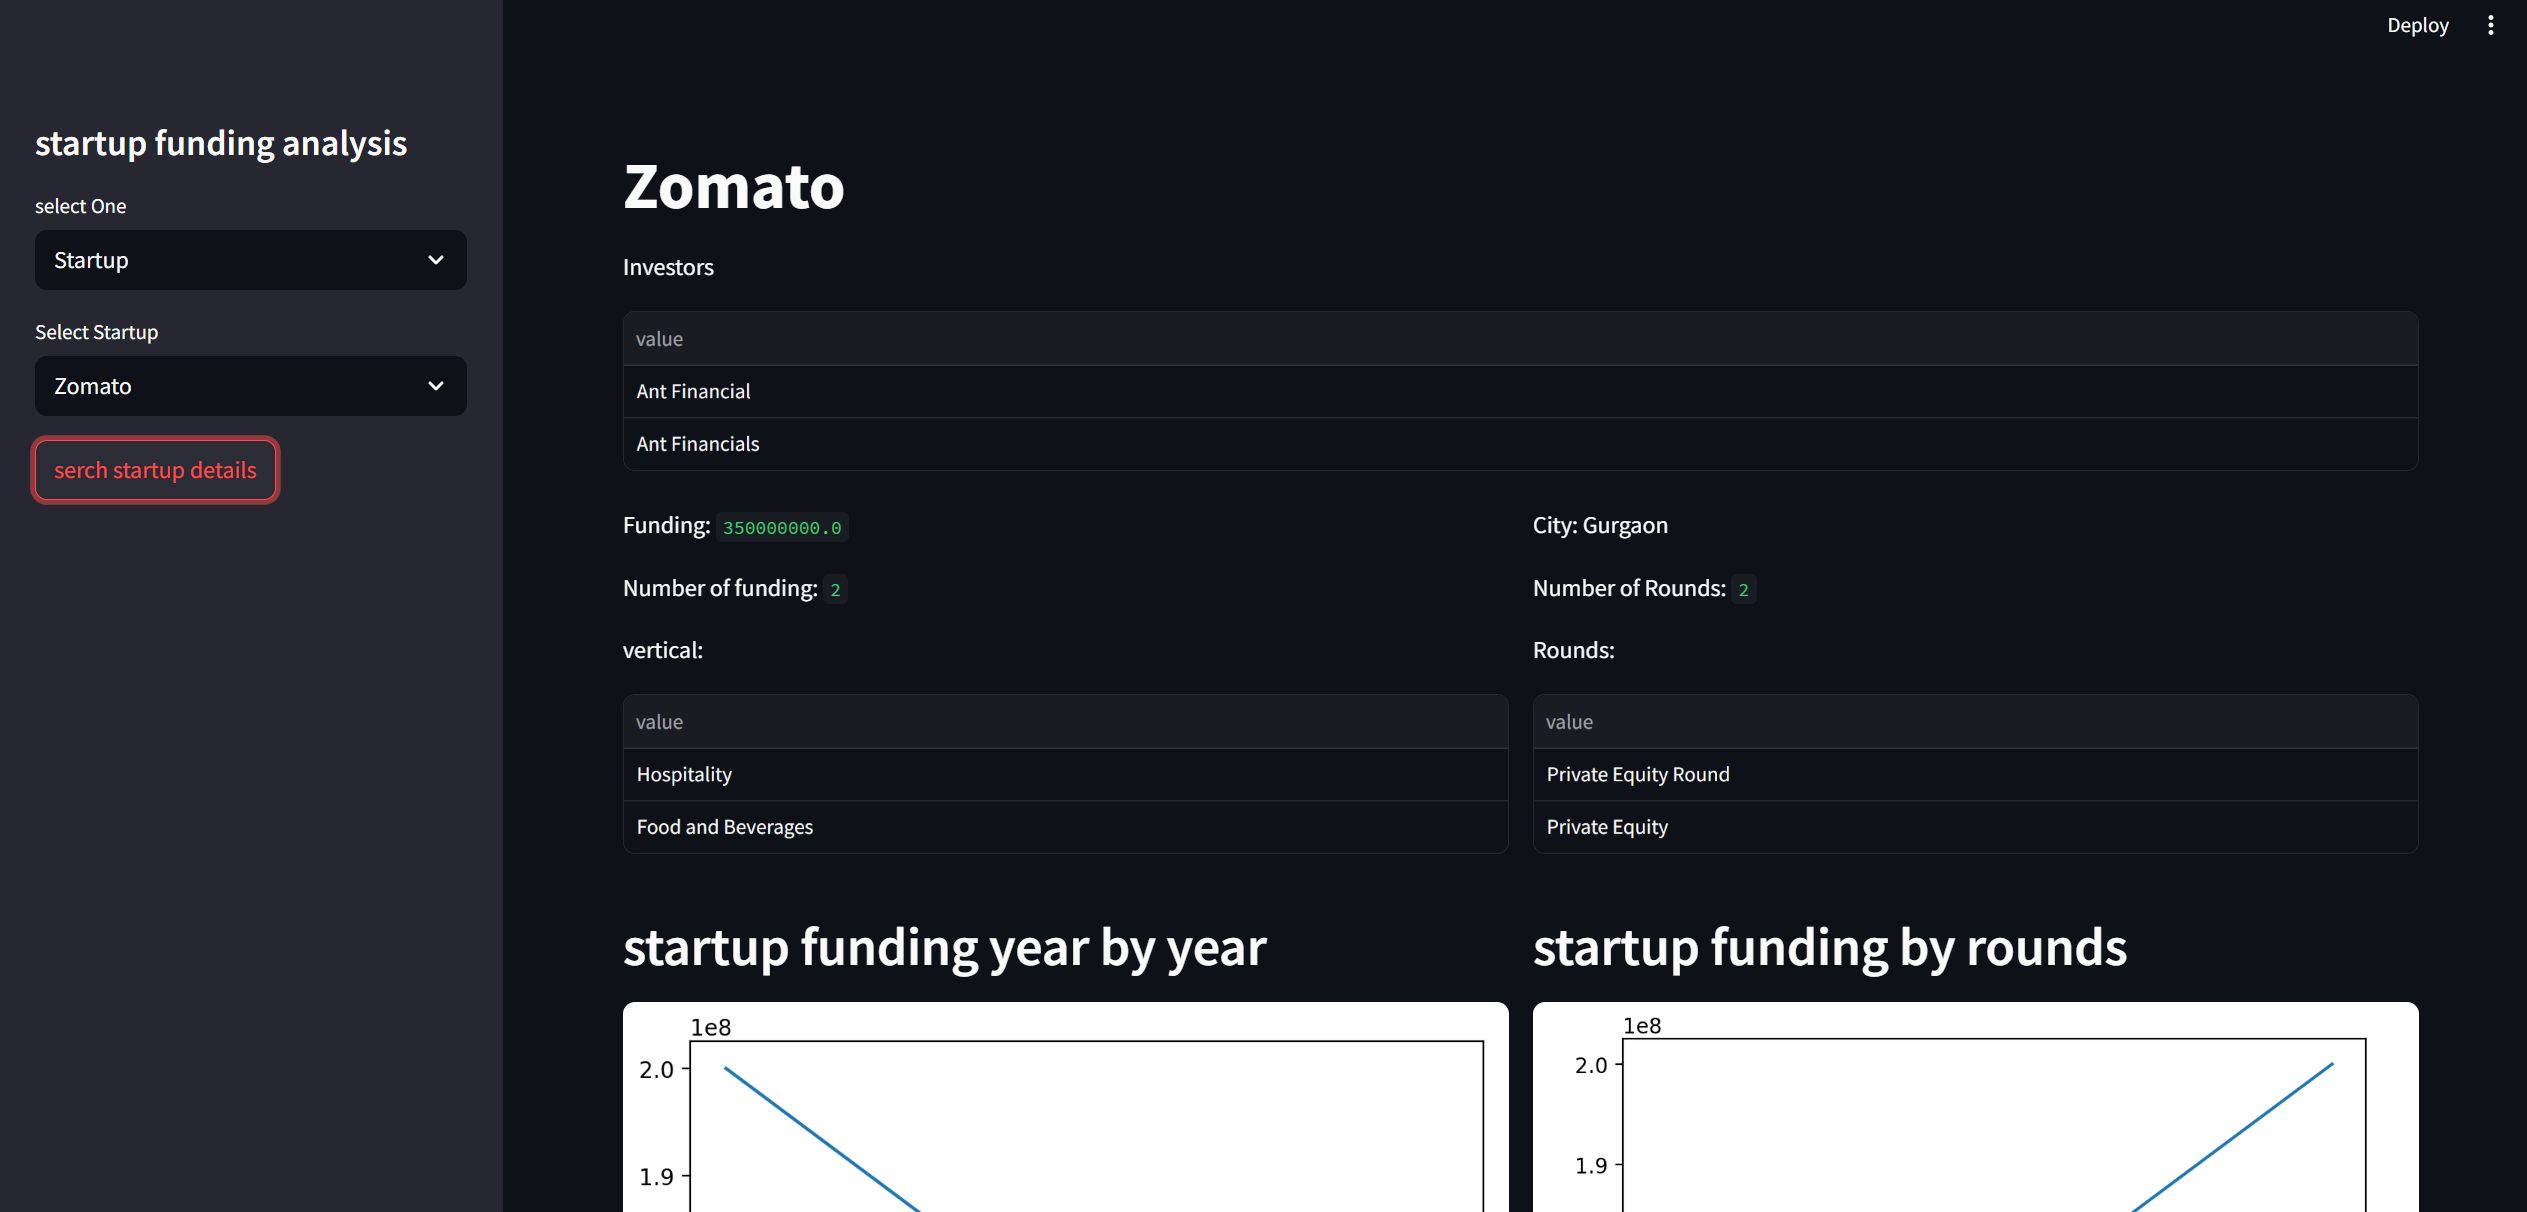 Deploy
startup funding analysis
select One
Startup
Select Startup
Zomato
serch startup details
Zomato
Investors
value
Ant Financial
Ant Financials
Funding: 350000000.0
City: Gurgaon
Number of funding: 2
Number of Rounds: 2
vertical:
Rounds:
value
Hospitality
Food and Beverages
value
Private Equity Round
Private Equity
startup funding year by year
startup funding by rounds
1e8
2.0
1.9
1e8
2.0
1.9